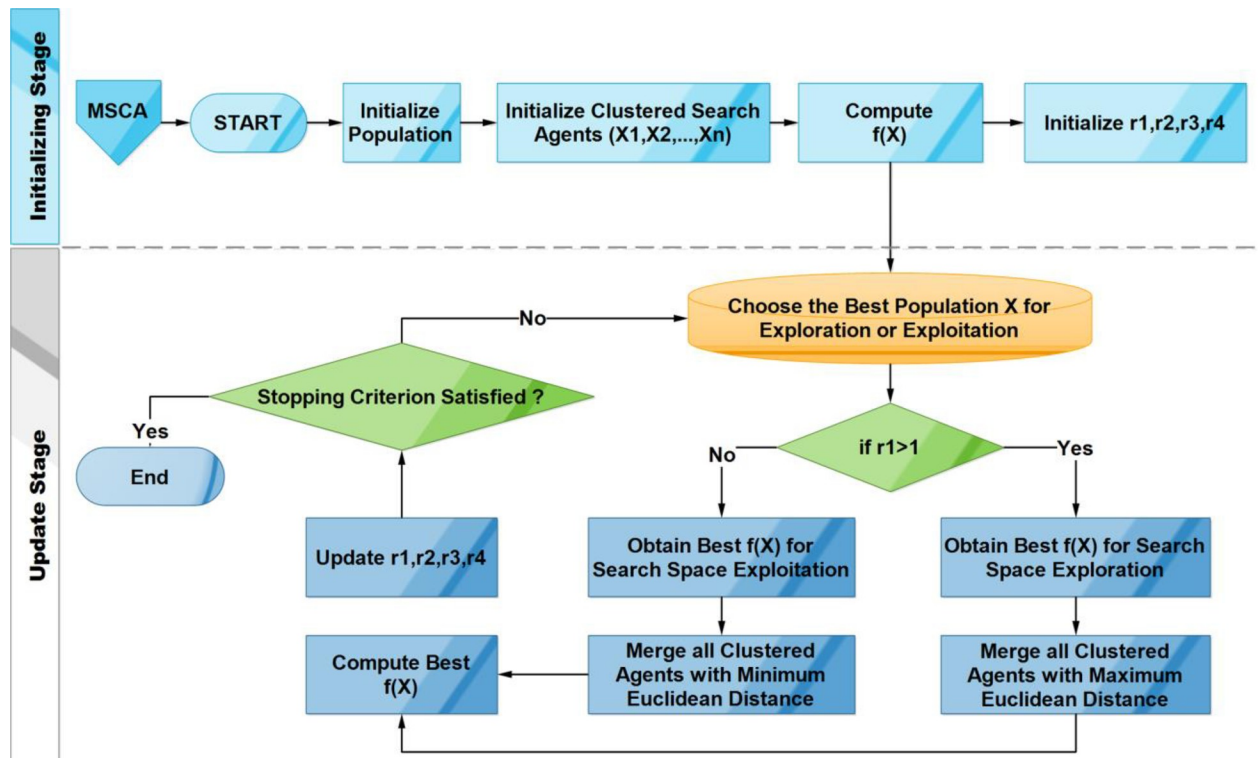 Initializing Stage
MSCA
START
Initialize
Population
Initialize Clustered Search
Agents (X1,X2,...,Xn)
Compute
f(X)
Initialize r1,r2,r3,r4
Update Stage
Choose the Best Population X for
Exploration or Exploitation
No
Stopping Criterion Satisfied ?
Yes
End
if r1>1
No
Yes
Update r1,r2,r3,r4
Obtain Best f(X) for
Search Space Exploitation
Obtain Best f(X) for Search
Space Exploration
Compute Best
f(X)
Merge all Clustered
Agents with Minimum
Euclidean Distance
Merge all Clustered
Agents with Maximum
Euclidean Distance